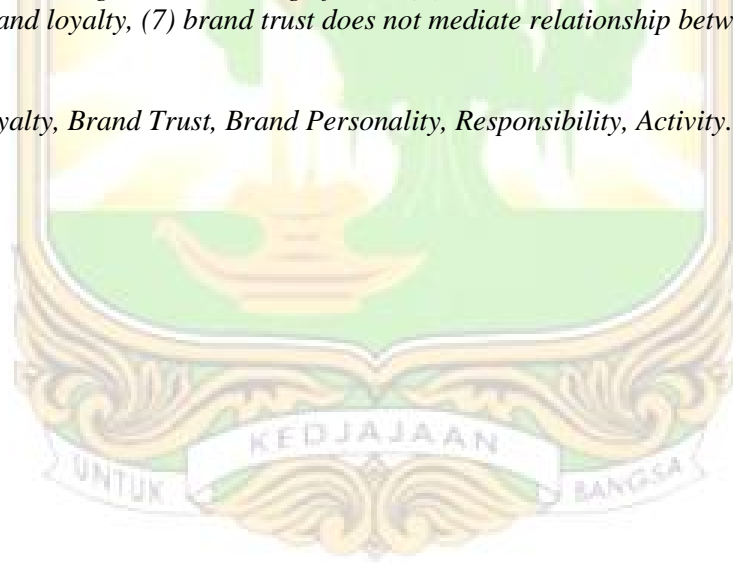 and loyalty, (7) brand trust does not mediate relationship betw
yalty, Brand Trust, Brand Personality, Responsibility, Activity.
UNTUK KEDJAJAAN BANGSA